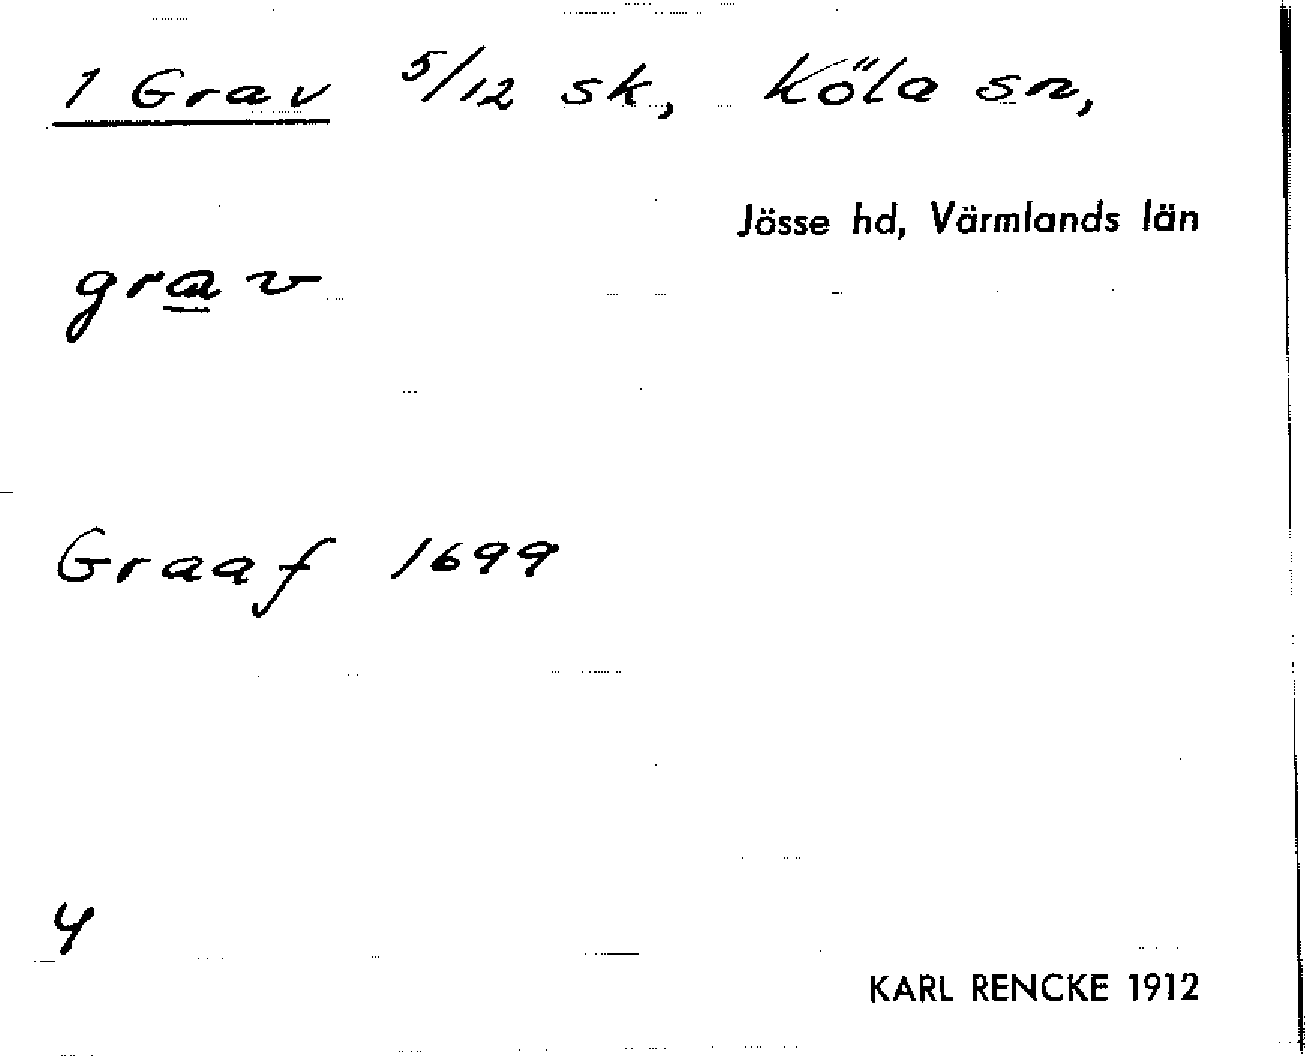 1 Grav 5/12 sk, Köla sn,
Jösse hd, Värmlands län
grav
Graaf 1699
4
KARL RENCKE 1912